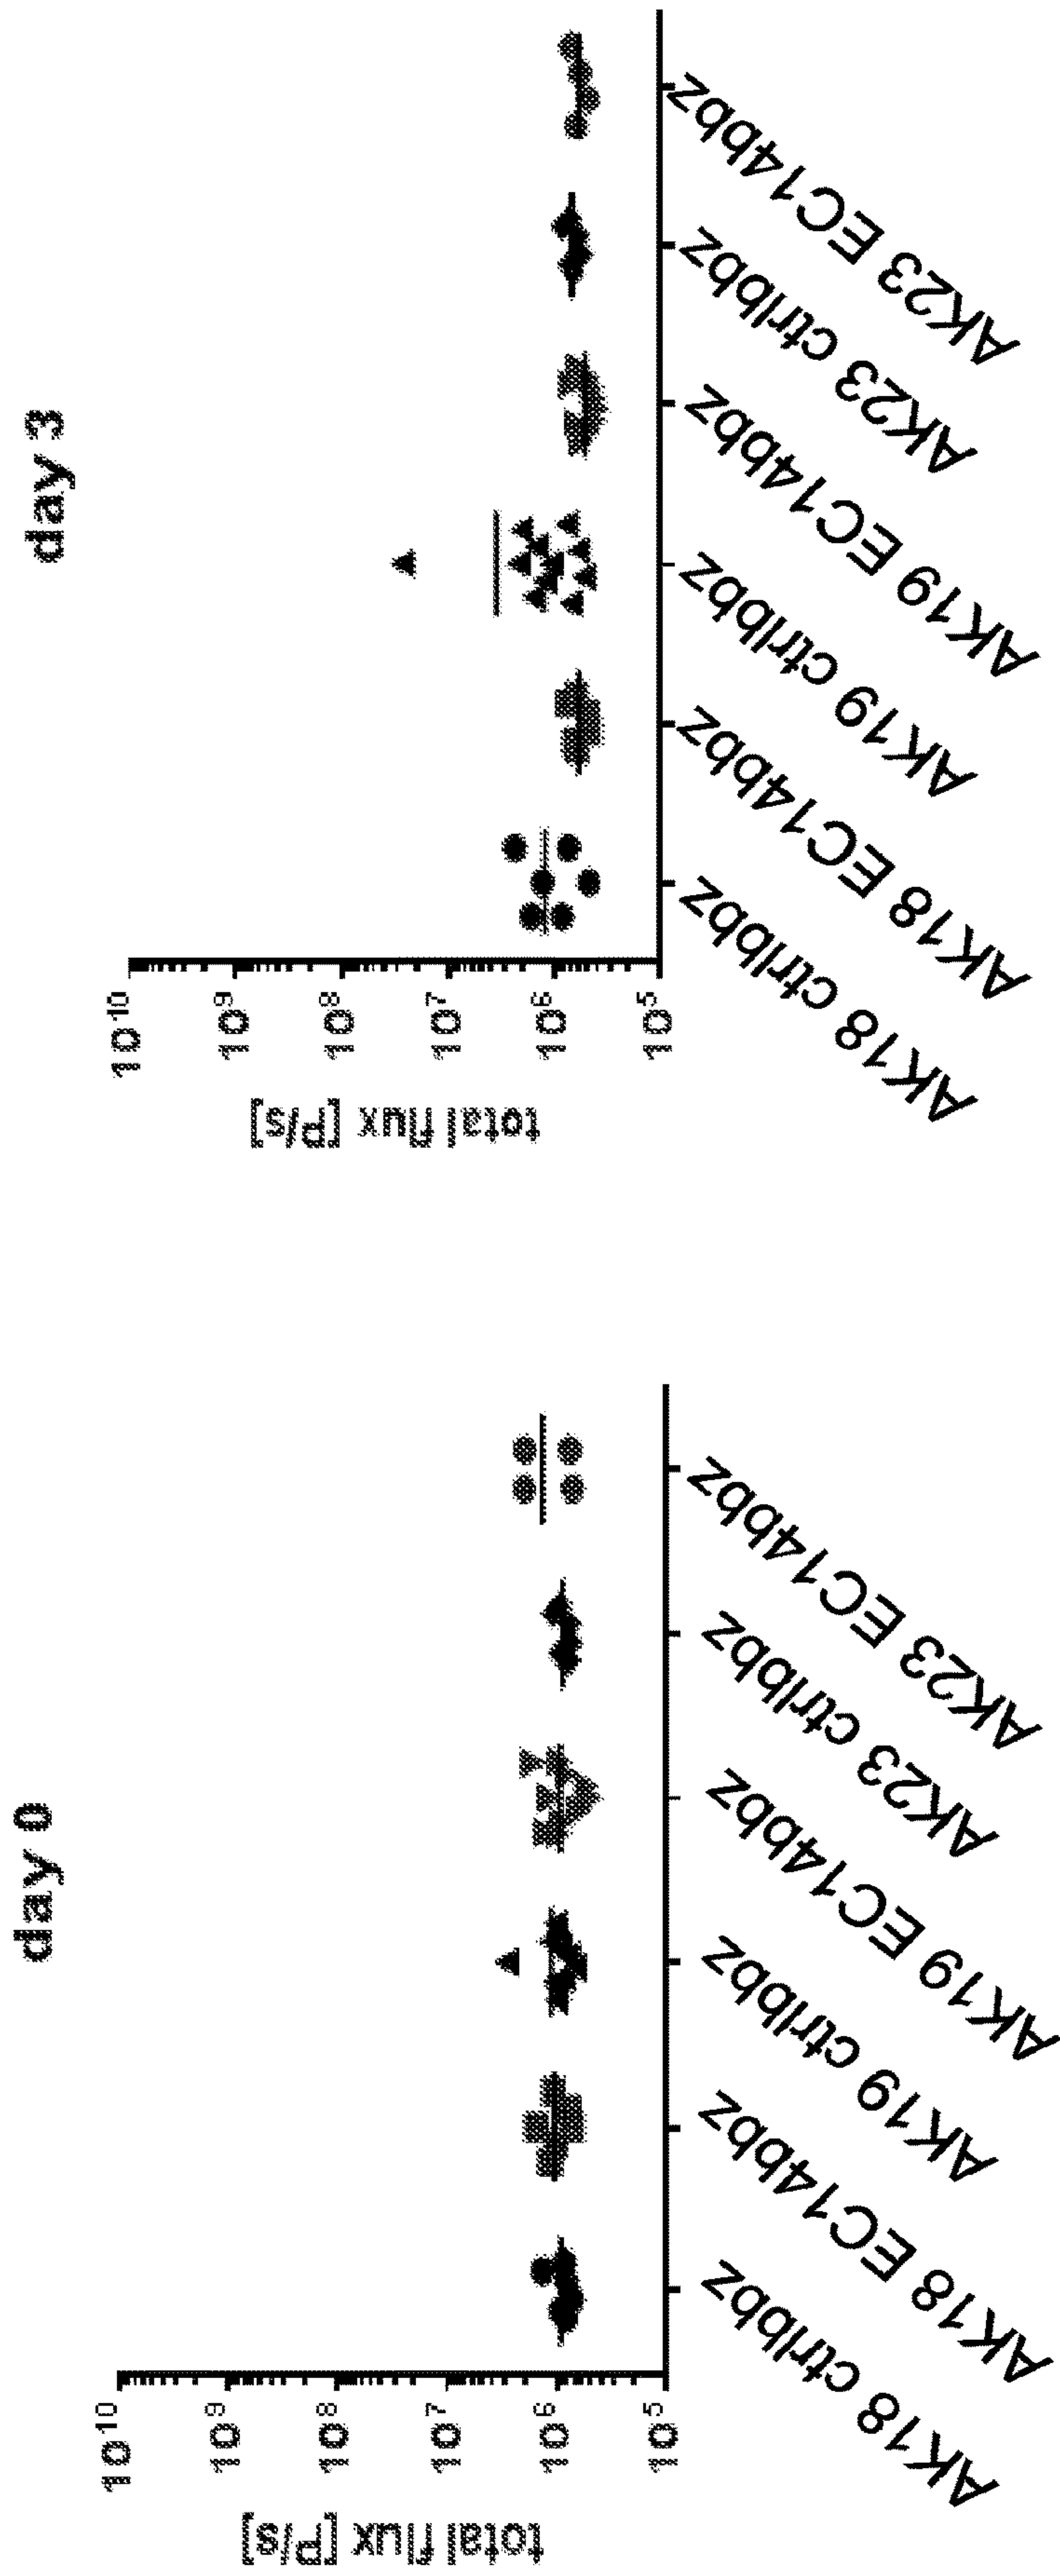 day 0
total flux [P/s]
10^10
10^9
10^8
10^7
10^6
10^5
AK18 ctrlbbz
AK18 EC14bbz
AK19 ctrlbbz
AK19 EC14bbz
AK23 ctrlbbz
AK23 EC14bbz
day 3
total flux [P/s]
10^10
10^9
10^8
10^7
10^6
10^5
AK18 ctrlbbz
AK18 EC14bbz
AK19 ctrlbbz
AK19 EC14bbz
AK23 ctrlbbz
AK23 EC14bbz